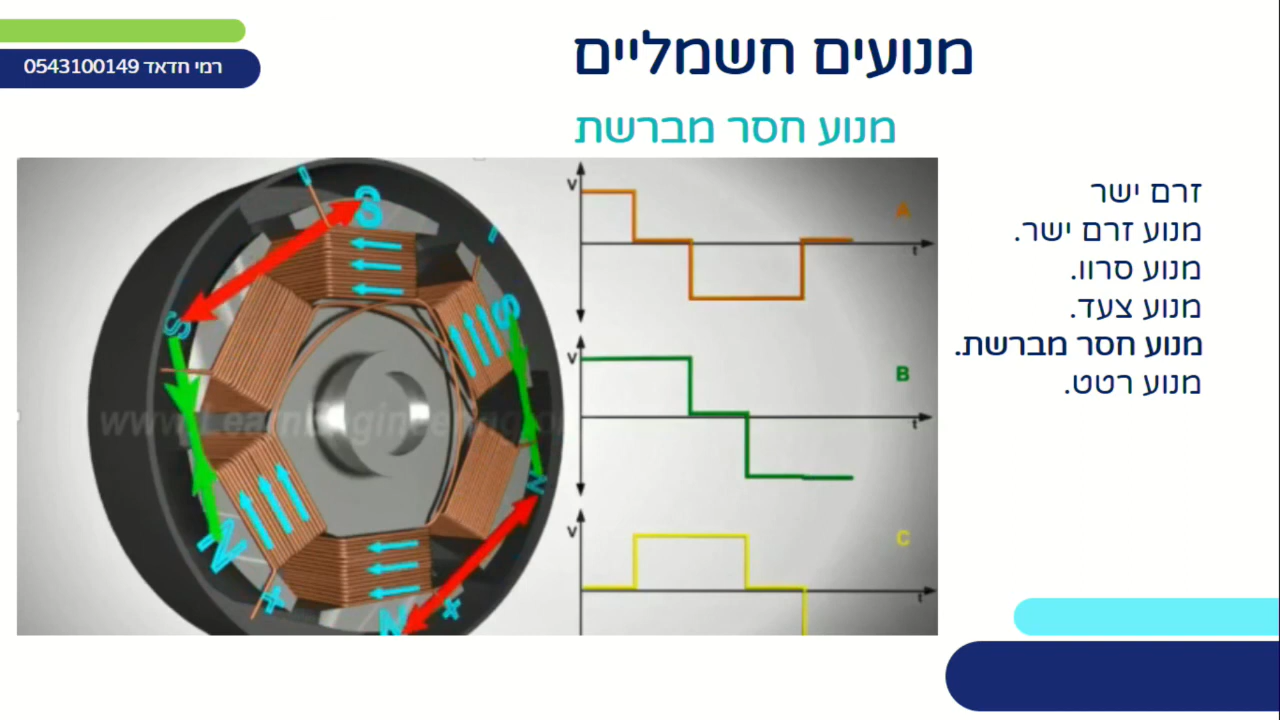 מנועים חשמליים
רמי חדאד 0543100149
מנוע חסר מברשת
זרם ישר
מנוע זרם ישר.
מנוע סרוו.
מנוע צעד.
מנוע חסר מברשת.
מנוע רטט.
S
S
S
N
N
N
-
+
+
V
A
t
V
B
t
V
C
t